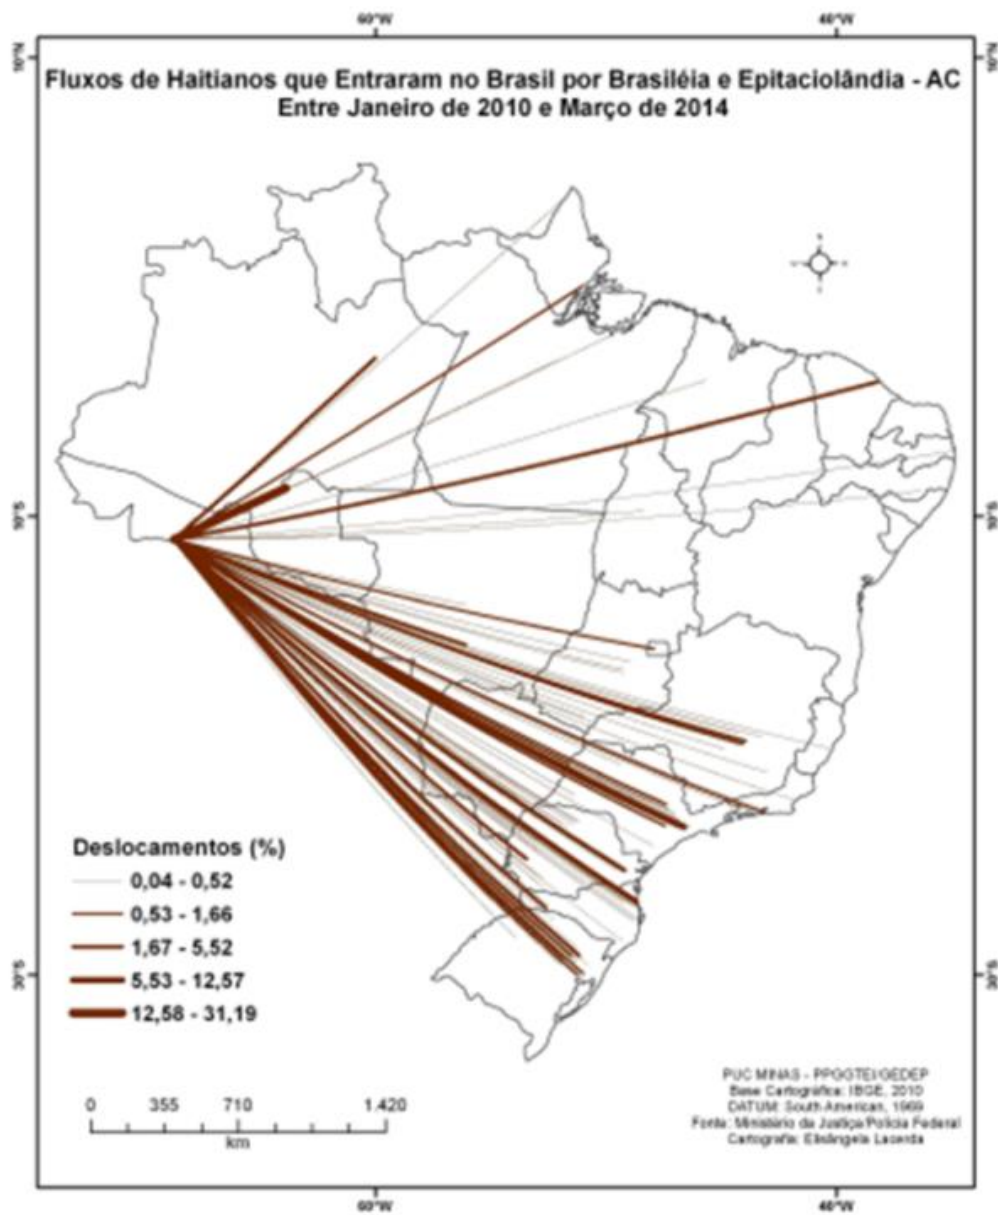 60°W
40°W
10°N
10°N
Fluxos de Haitianos que Entraram no Brasil por Brasiléia e Epitaciolândia - AC
Entre Janeiro de 2010 e Março de 2014
10°S
10°S
Deslocamentos (%)
0,04 - 0,52
0,53 - 1,66
1,67 - 5,52
5,53 - 12,57
12,58 - 31,19
30°S
30°S
0 355 710 1.420
km
PUC MINAS - PPGGTEI/GEDEP
Base Cartográfica: IBGE, 2010
DATUM: South American, 1969
Fonte: Ministério da Justiça/Polícia Federal
Cartografia: Elisângela Lacerda
60°W
40°W